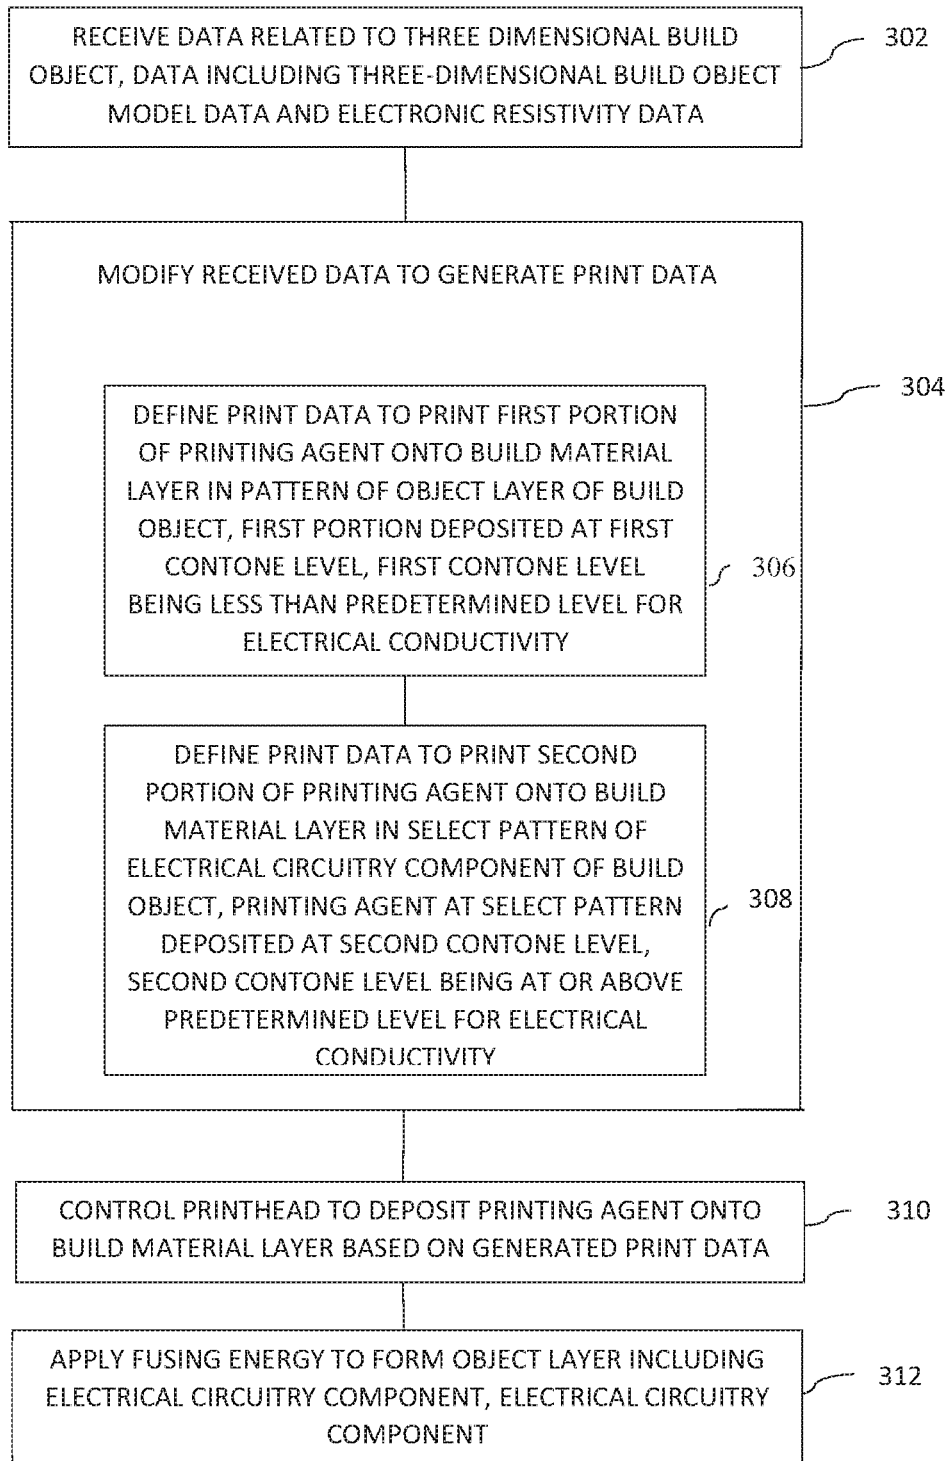 RECEIVE DATA RELATED TO THREE DIMENSIONAL BUILD
OBJECT, DATA INCLUDING THREE-DIMENSIONAL BUILD OBJECT
MODEL DATA AND ELECTRONIC RESISTIVITY DATA
302
MODIFY RECEIVED DATA TO GENERATE PRINT DATA
304
DEFINE PRINT DATA TO PRINT FIRST PORTION
OF PRINTING AGENT ONTO BUILD MATERIAL
LAYER IN PATTERN OF OBJECT LAYER OF BUILD
OBJECT, FIRST PORTION DEPOSITED AT FIRST
CONTONE LEVEL, FIRST CONTONE LEVEL
BEING LESS THAN PREDETERMINED LEVEL FOR
ELECTRICAL CONDUCTIVITY
306
DEFINE PRINT DATA TO PRINT SECOND
PORTION OF PRINTING AGENT ONTO BUILD
MATERIAL LAYER IN SELECT PATTERN OF
ELECTRICAL CIRCUITRY COMPONENT OF BUILD
OBJECT, PRINTING AGENT AT SELECT PATTERN
DEPOSITED AT SECOND CONTONE LEVEL,
SECOND CONTONE LEVEL BEING AT OR ABOVE
PREDETERMINED LEVEL FOR ELECTRICAL
CONDUCTIVITY
308
CONTROL PRINTHEAD TO DEPOSIT PRINTING AGENT ONTO
BUILD MATERIAL LAYER BASED ON GENERATED PRINT DATA
310
APPLY FUSING ENERGY TO FORM OBJECT LAYER INCLUDING
ELECTRICAL CIRCUITRY COMPONENT, ELECTRICAL CIRCUITRY
COMPONENT
312